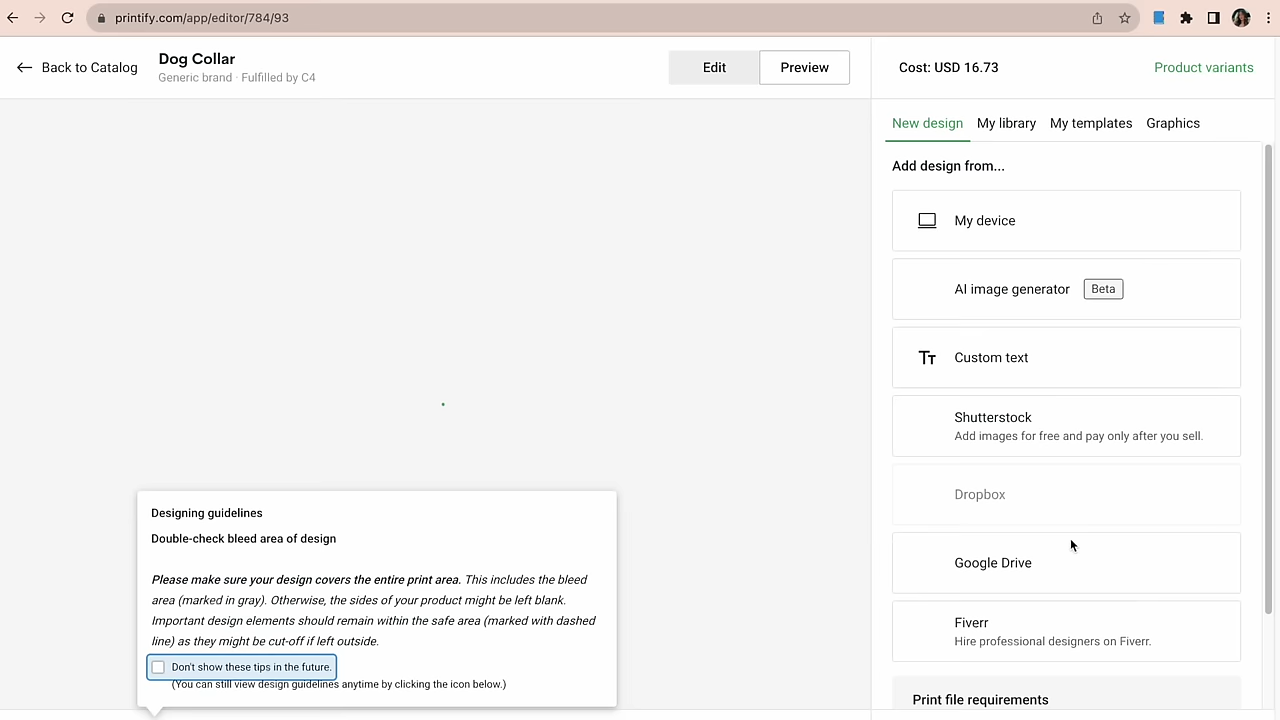 printify.com/app/editor/784/93
Back to Catalog
Dog Collar
Generic brand · Fulfilled by C4
Edit
Preview
Cost: USD 16.73
Product variants
New design
My library
My templates
Graphics
Add design from...
My device
AI image generator
Beta
Custom text
Shutterstock
Add images for free and pay only after you sell.
Dropbox
Google Drive
Fiverr
Hire professional designers on Fiverr.
Print file requirements
Designing guidelines
Double-check bleed area of design
Please make sure your design covers the entire print area. This includes the bleed
area (marked in gray). Otherwise, the sides of your product might be left blank.
Important design elements should remain within the safe area (marked with dashed
line) as they might be cut-off if left outside.
Don't show these tips in the future.
(You can still view design guidelines anytime by clicking the icon below.)